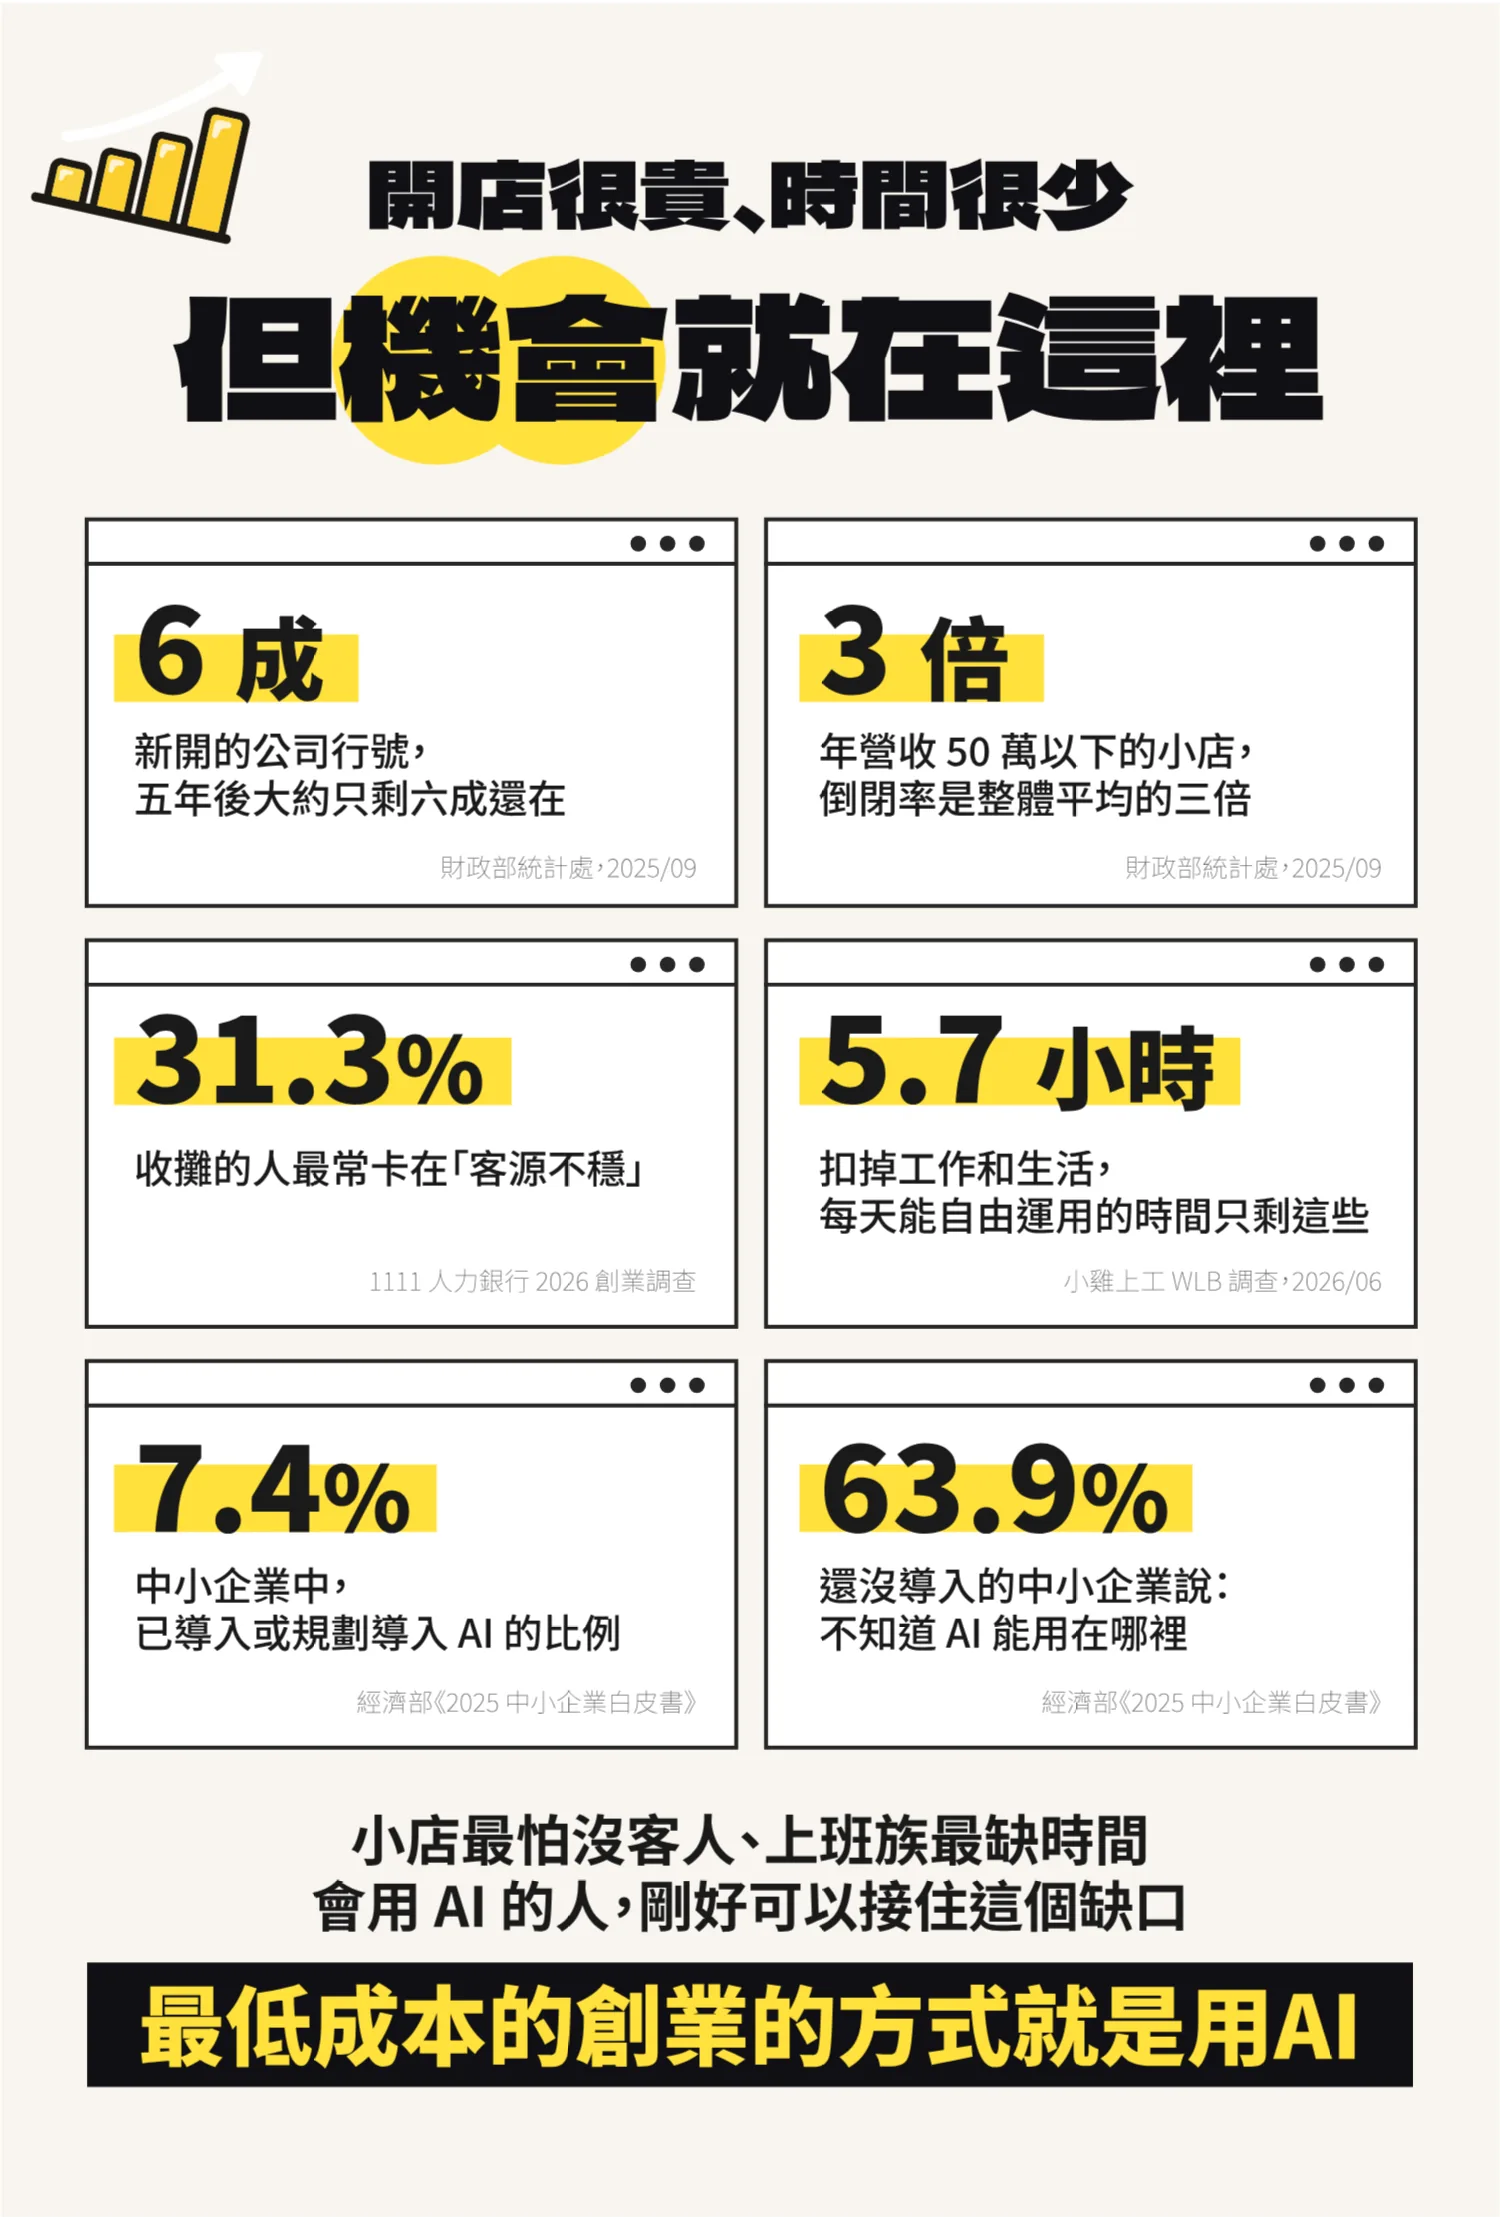 開店很貴、時間很少
但機會就在這裡
6 成
新開的公司行號，
五年後大約只剩六成還在
財政部統計處，2025/09
3 倍
年營收 50 萬以下的小店，
倒閉率是整體平均的三倍
財政部統計處，2025/09
31.3%
收攤的人最常卡在「客源不穩」
1111 人力銀行 2026 創業調查
5.7 小時
扣掉工作和生活，
每天能自由運用的時間只剩這些
小雞上工 WLB 調查，2026/06
7.4%
中小企業中，
已導入或規劃導入 AI 的比例
經濟部《2025 中小企業白皮書》
63.9%
還沒導入的中小企業說：
不知道 AI 能用在哪裡
經濟部《2025 中小企業白皮書》
小店最怕沒客人、上班族最缺時間
會用 AI 的人，剛好可以接住這個缺口
最低成本的創業的方式就是用AI